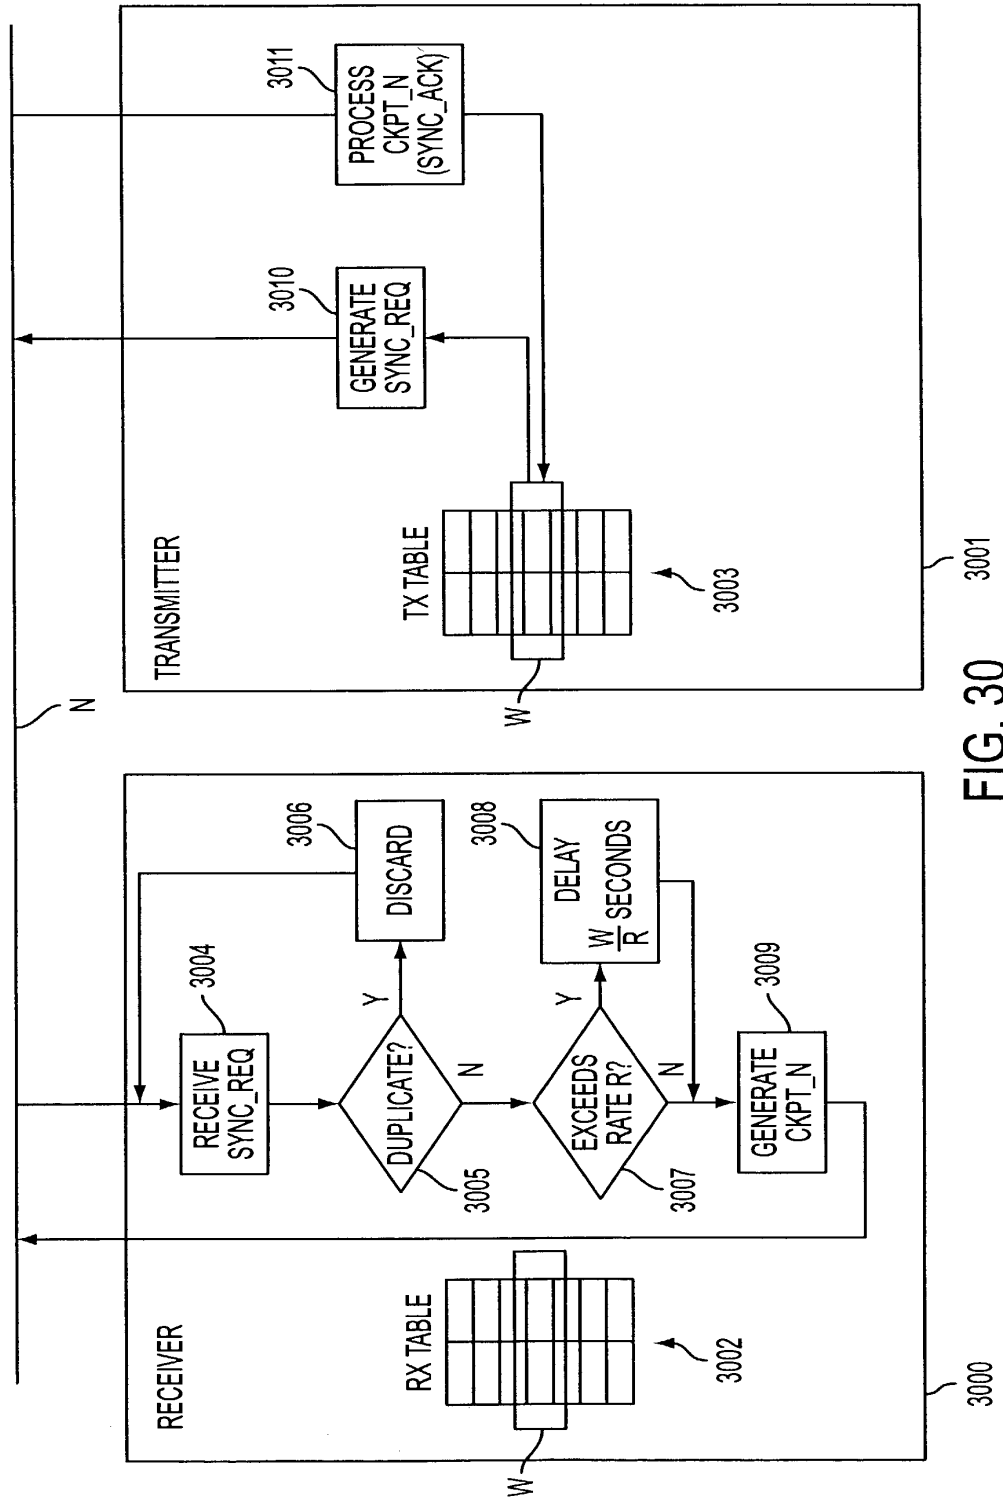 N
RECEIVER
3000
RX TABLE
W
3002
RECEIVE
SYNC_REQ
3004
DUPLICATE?
3005
Y
N
DISCARD
3006
EXCEEDS
RATE R?
3007
Y
N
DELAY
W
R SECONDS
3008
GENERATE
CKPT_N
3009
TRANSMITTER
3001
TX TABLE
W
3003
GENERATE
SYNC_REQ
3010
PROCESS
CKPT_N
(SYNC_ACK)
3011
FIG. 30